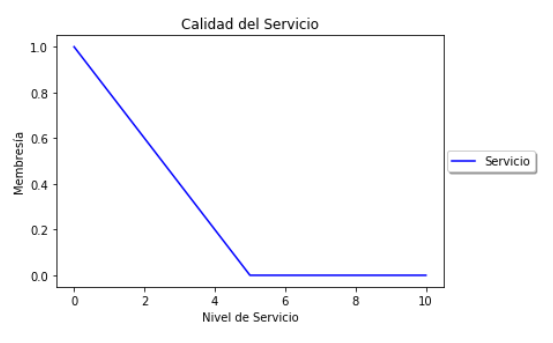 Calidad del Servicio
1.0
0.8
0.6
0.4
0.2
0.0
Membresía
0 2 4 6 8 10
Nivel de Servicio
Servicio